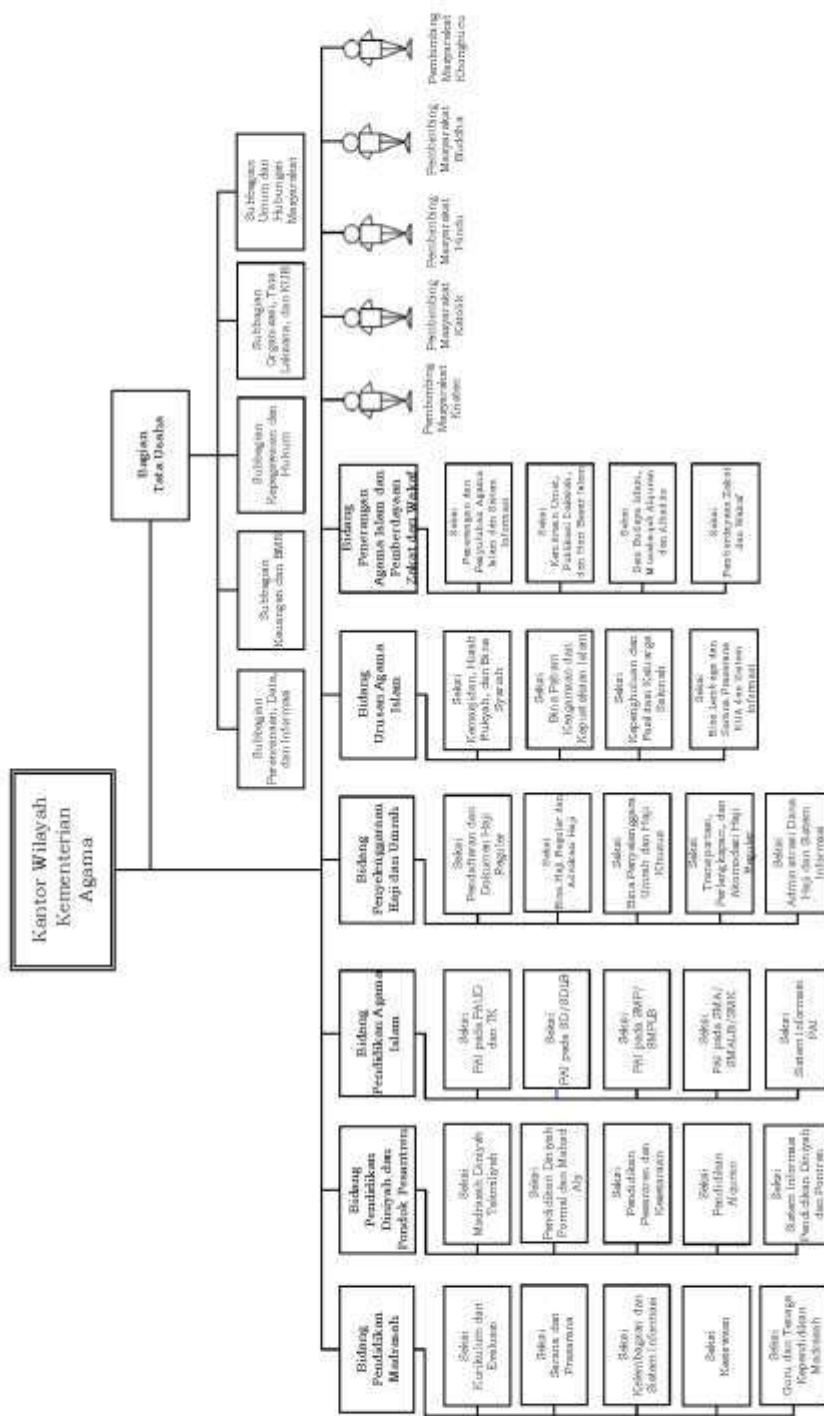 Kantor Wilayah
Kementerian
Agama
Bagian
Tata Usaha
Subbagian
Perencanaan, Data,
dan Informasi
Subbagian
Keuangan dan BMN
Subbagian
Kepegawaian dan
Hukum
Subbagian
Organisasi, Tata
Laksana, dan KUB
Subbagian
Umum dan
Hubungan
Masyarakat
Bidang
Pendidikan
Madrasah
Seksi
Kurikulum dan
Evaluasi
Seksi
Sarana dan
Prasarana
Seksi
Kelembagaan dan
Sistem Informasi
Seksi
Kesiswaan
Seksi
Guru dan Tenaga
Kependidikan
Madrasah
Bidang
Pendidikan
Diniyah dan
Pondok Pesantren
Seksi
Madrasah Diniyah
Takmiliyah
Seksi
Pendidikan Diniyah
Formal dan Mahad
Aly
Seksi
Pendidikan
Pesantren dan
Kesetaraan
Seksi
Pendidikan
Alquran
Seksi
Sistem Informasi
Pendidikan Diniyah
dan Pontren
Bidang
Pendidikan Agama
Islam
Seksi
PAI pada PAUD
dan TK
Seksi
PAI pada SD/SDLB
Seksi
PAI pada SMP/
SMPLB
Seksi
PAI pada SMA/
SMALB/SMK
Seksi
Sistem Informasi
PAI
Bidang
Penyelenggaraan
Haji dan Umrah
Seksi
Pendaftaran dan
Dokumen Haji
Reguler
Seksi
Bina Haji Reguler dan
Advokasi Haji
Seksi
Bina Penyelenggara
Umrah dan Haji
Khusus
Seksi
Transportasi,
Perlengkapan, dan
Akomodasi Haji
Reguler
Seksi
Administrasi Dana
Haji dan Sistem
Informasi
Bidang
Urusan Agama
Islam
Seksi
Kemasjidan, Hisab
Rukyah, dan Bina
Syariah
Seksi
Bina Paham
Keagamaan dan
Kepustakaan Islam
Seksi
Kepenghuluan dan
Fasilitasi Keluarga
Sakinah
Seksi
Bina Lembaga dan
Sarana Prasarana
KUA dan Sistem
Informasi
Bidang
Penerangan
Agama Islam dan
Pemberdayaan
Zakat dan Wakaf
Seksi
Penerangan dan
Penyuluhan Agama
Islam dan Sistem
Informasi
Seksi
Kemitraan Umat,
Publikasi Dakwah,
dan Hari Besar Islam
Seksi
Seni Budaya Islam,
Musabaqah Alquran
dan Alhadis
Seksi
Pemberdayaan Zakat
dan Wakaf
Pembimbing
Masyarakat
Kristen
Pembimbing
Masyarakat
Katolik
Pembimbing
Masyarakat
Hindu
Pembimbing
Masyarakat
Buddha
Pembimbing
Masyarakat
Khonghucu